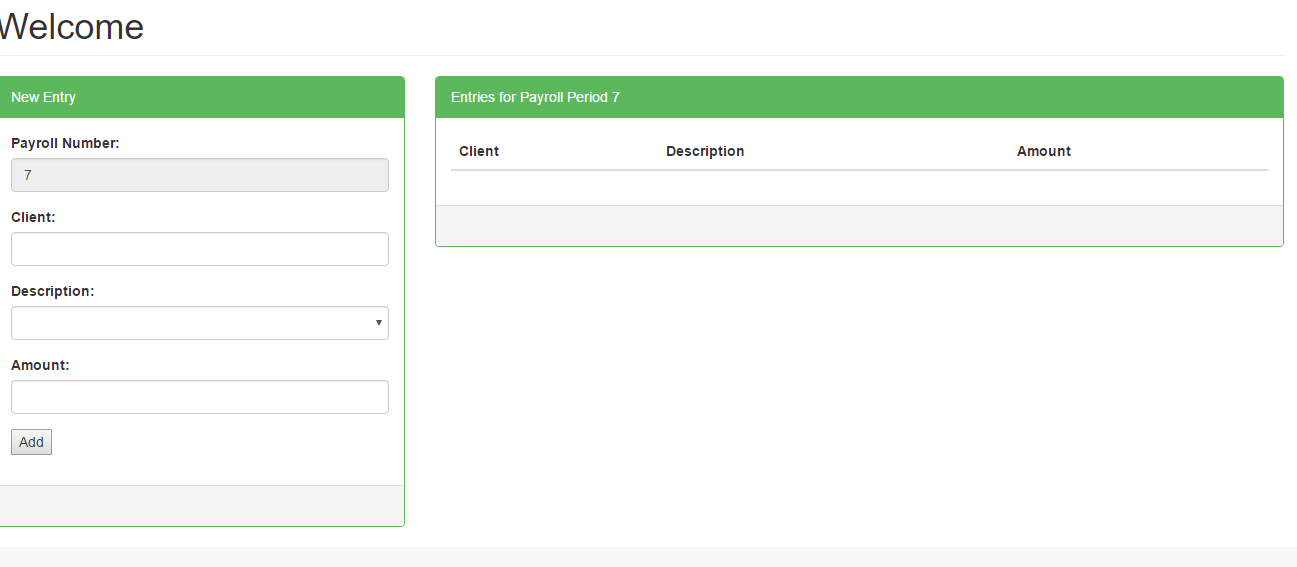 Welcome
New Entry
Payroll Number:
7
Client:
Description:
Amount:
Add
Entries for Payroll Period 7
Client Description Amount